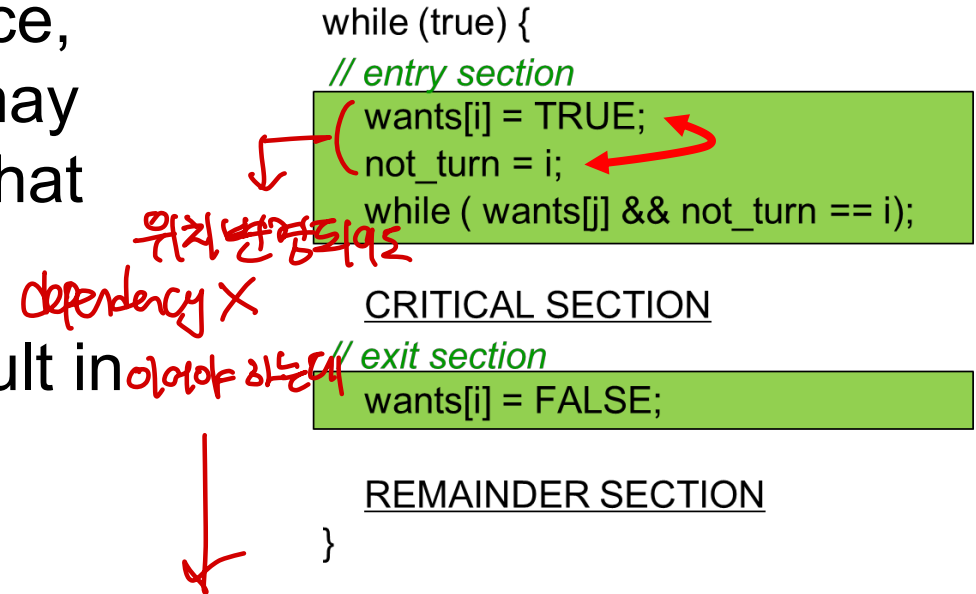 ce,
may
hat
ult in
while (true) {
// entry section
wants[i] = TRUE;
not_turn = i;
while ( wants[j] && not_turn == i);
위치 변경되어도
dependency X
이어야 하는데
CRITICAL SECTION
// exit section
wants[i] = FALSE;
REMAINDER SECTION
}